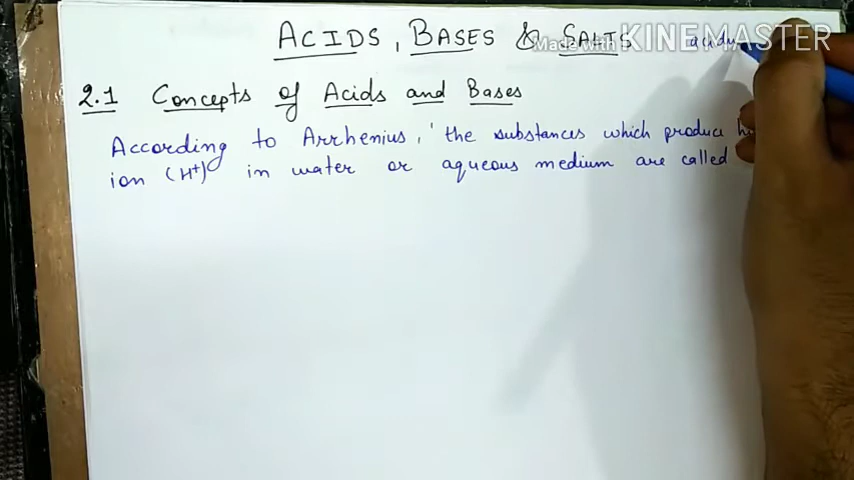 ACIDS, BASES & SALTS
Made with KINEMASTER
2.1 Concepts of Acids and Bases
According to Arrhenius, 'the substances which produce
ion (H+) in water or aqueous medium are called